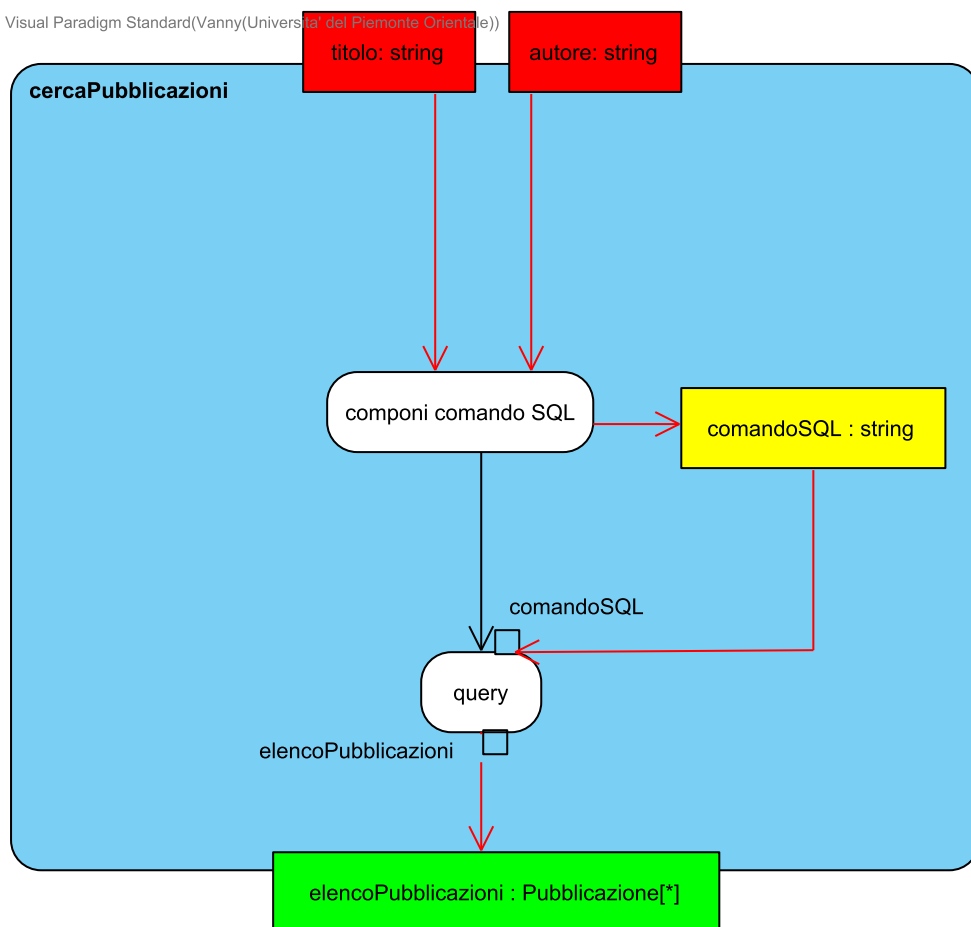 Visual Paradigm Standard(Vanny(Universita' del Piemonte Orientale))
titolo: string
autore: string
cercaPubblicazioni
componi comando SQL
comandoSQL : string
comandoSQL
query
elencoPubblicazioni
elencoPubblicazioni : Pubblicazione[*]